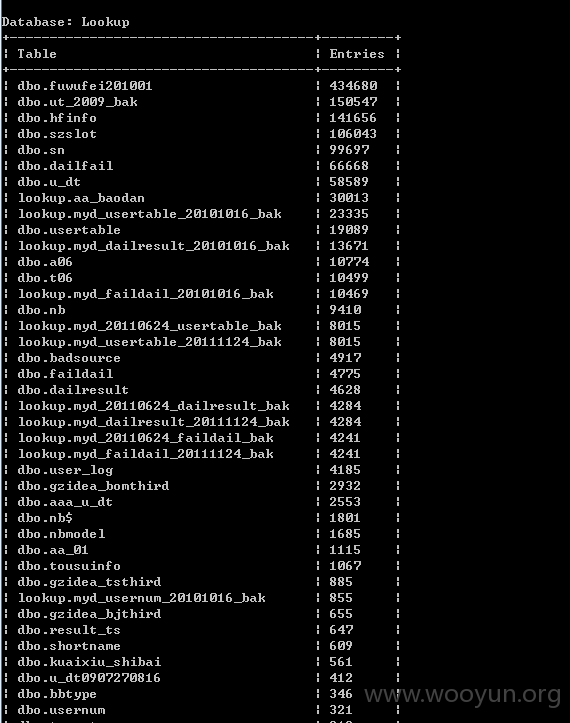 Database: Lookup
+------------------------------------+---------+
| Table | Entries |
+------------------------------------+---------+
| dbo.fuwufei201001 | 434680 |
| dbo.ut_2009_bak | 150547 |
| dbo.hfinfo | 141656 |
| dbo.szslot | 106043 |
| dbo.sn | 99697 |
| dbo.dailfail | 66668 |
| dbo.u_dt | 58589 |
| lookup.aa_baodan | 30013 |
| lookup.myd_usertable_20101016_bak | 23335 |
| dbo.usertable | 19089 |
| lookup.myd_dailresult_20101016_bak | 13671 |
| dbo.a06 | 10774 |
| dbo.t06 | 10499 |
| lookup.myd_faildail_20101016_bak | 10469 |
| dbo.nb | 9410 |
| lookup.myd_20110624_usertable_bak | 8015 |
| lookup.myd_usertable_20111124_bak | 8015 |
| dbo.badsource | 4917 |
| dbo.faildail | 4775 |
| dbo.dailresult | 4628 |
| lookup.myd_20110624_dailresult_bak | 4284 |
| lookup.myd_dailresult_20111124_bak | 4284 |
| lookup.myd_20110624_faildail_bak | 4241 |
| lookup.myd_faildail_20111124_bak | 4241 |
| dbo.user_log | 4185 |
| dbo.gzidea_bomthird | 2932 |
| dbo.aaa_u_dt | 2553 |
| dbo.nb$ | 1801 |
| dbo.nbmodel | 1685 |
| dbo.aa_01 | 1115 |
| dbo.tousuinfo | 1067 |
| dbo.gzidea_tsthird | 885 |
| lookup.myd_usernum_20101016_bak | 855 |
| dbo.gzidea_bjthird | 655 |
| dbo.result_ts | 647 |
| dbo.shortname | 609 |
| dbo.kuaixiu_shibai | 561 |
| dbo.u_dt0907270816 | 412 |
| dbo.bbtype | 346 |
| dbo.usernum | 321 |
www.wooyun.org